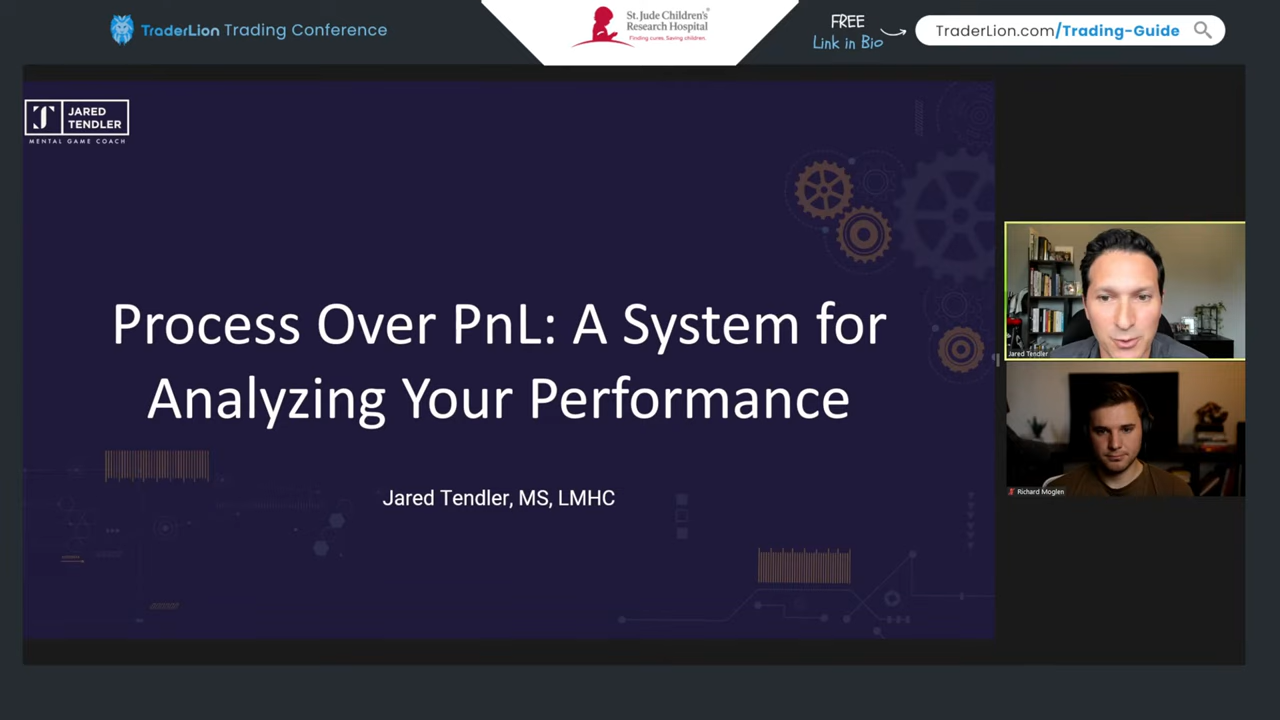 TraderLion Trading Conference
St. Jude Children's
Research Hospital
Finding cures. Saving children.
FREE
Link in Bio
TraderLion.com/Trading-Guide
JARED
TENDLER
MENTAL GAME COACH
Process Over PnL: A System for
Analyzing Your Performance
Jared Tendler, MS, LMHC
Jared Tendler
Richard Moglen